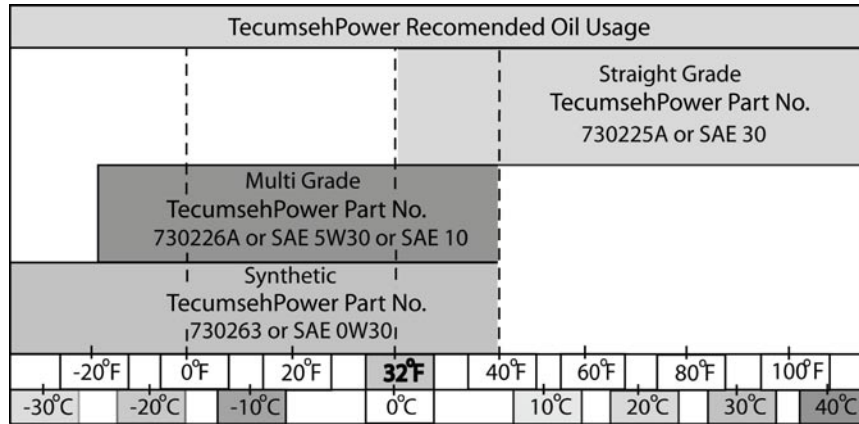 TecumsehPower Recomended Oil Usage
Straight Grade
TecumsehPower Part No.
730225A or SAE 30
Multi Grade
TecumsehPower Part No.
730226A or SAE 5W30 or SAE 10
Synthetic
TecumsehPower Part No.
730263 or SAE 0W30
-20°F 0°F 20°F 32°F 40°F 60°F 80°F 100°F
-30°C -20°C -10°C 0°C 10°C 20°C 30°C 40°C